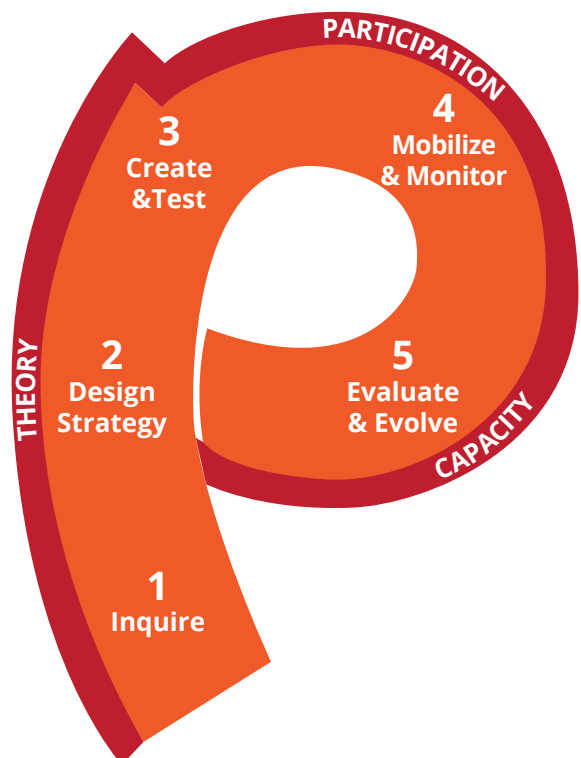 PARTICIPATION
4
Mobilize
& Monitor
3
Create
&Test
THEORY
2
Design
Strategy
5
Evaluate
& Evolve
CAPACITY
1
Inquire